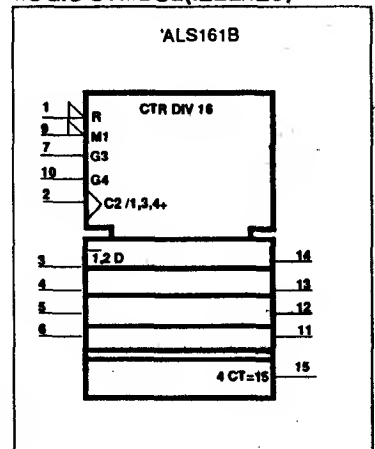 'ALS161B
CTR DIV 16
1 R
9 M1
7 G3
10 G4
2 C2 /1,3,4+
3 1,2 D 14
4 13
5 12
6 11
4 CT=15 15